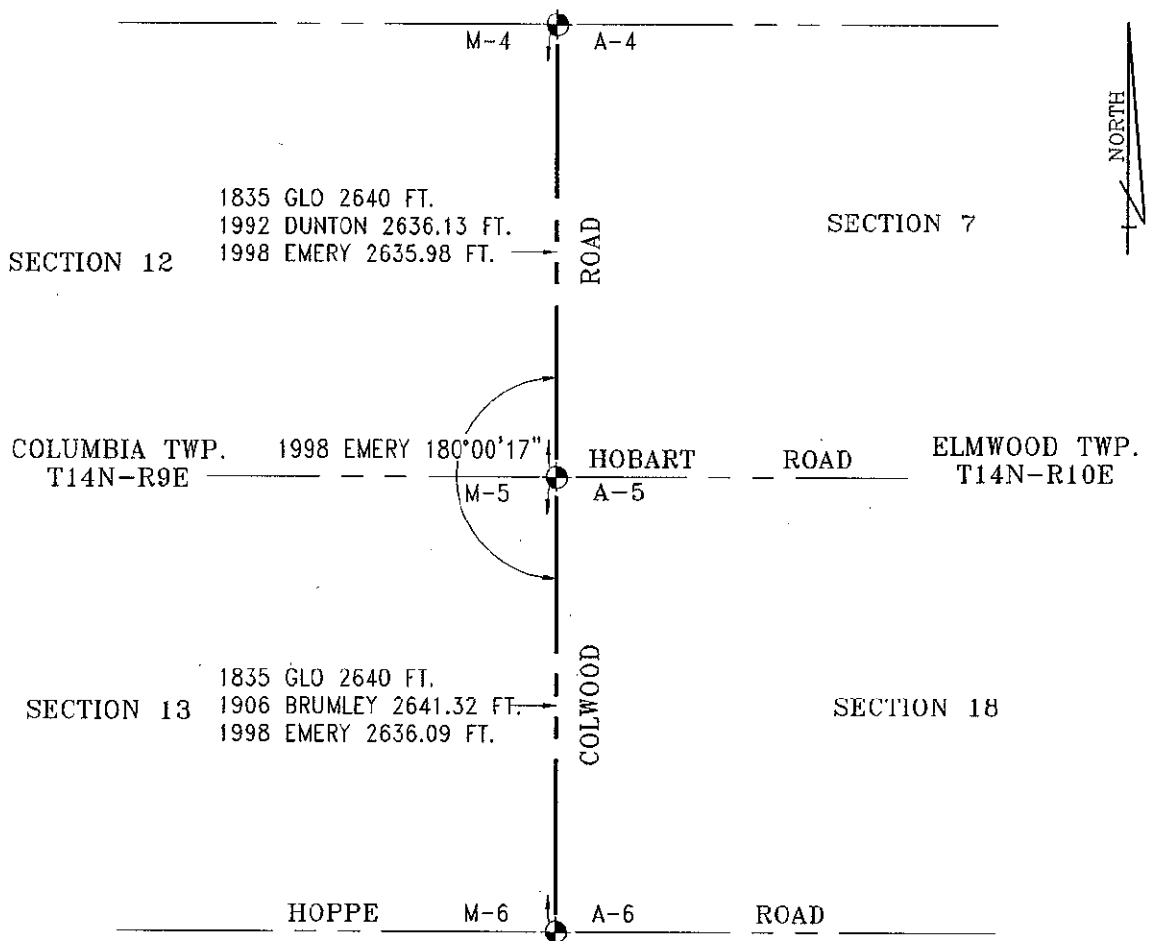 M-4
A-4
NORTH
1835 GLO 2640 FT.
1992 DUNTON 2636.13 FT.
1998 EMERY 2635.98 FT.
ROAD
SECTION 7
SECTION 12
COLUMBIA TWP.
T14N-R9E
1998 EMERY 180°00'17"
HOBART ROAD
ELMWOOD TWP.
T14N-R10E
M-5
A-5
1835 GLO 2640 FT.
1906 BRUMLEY 2641.32 FT.
1998 EMERY 2636.09 FT.
COLWOOD
SECTION 13
SECTION 18
HOPPE
M-6
A-6
ROAD